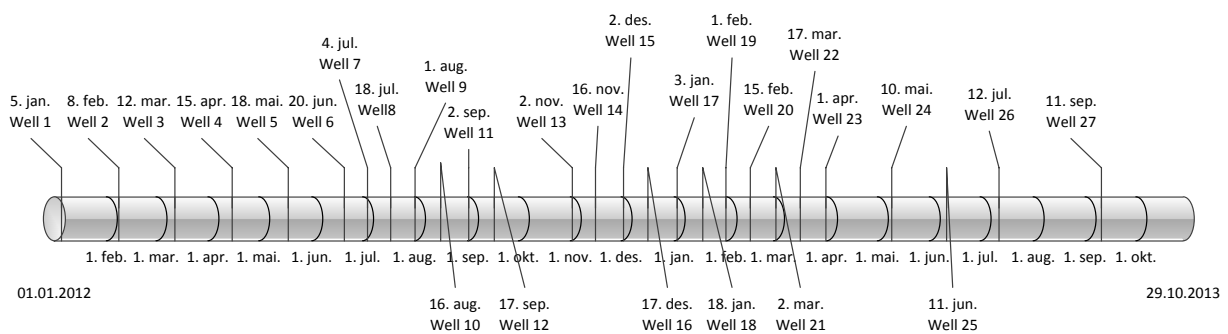 5. jan.
Well 1
8. feb.
Well 2
12. mar.
Well 3
15. apr.
Well 4
18. mai.
Well 5
20. jun.
Well 6
4. jul.
Well 7
18. jul.
Well8
1. aug.
Well 9
2. sep.
Well 11
2. nov.
Well 13
16. nov.
Well 14
2. des.
Well 15
3. jan.
Well 17
1. feb.
Well 19
15. feb.
Well 20
17. mar.
Well 22
1. apr.
Well 23
10. mai.
Well 24
12. jul.
Well 26
11. sep.
Well 27
1. feb. 1. mar. 1. apr. 1. mai. 1. jun. 1. jul. 1. aug. 1. sep. 1. okt. 1. nov. 1. des. 1. jan. 1. feb. 1. mar. 1. apr. 1. mai. 1. jun. 1. jul. 1. aug. 1. sep. 1. okt.
01.01.2012
29.10.2013
16. aug.
Well 10
17. sep.
Well 12
17. des.
Well 16
18. jan.
Well 18
2. mar.
Well 21
11. jun.
Well 25